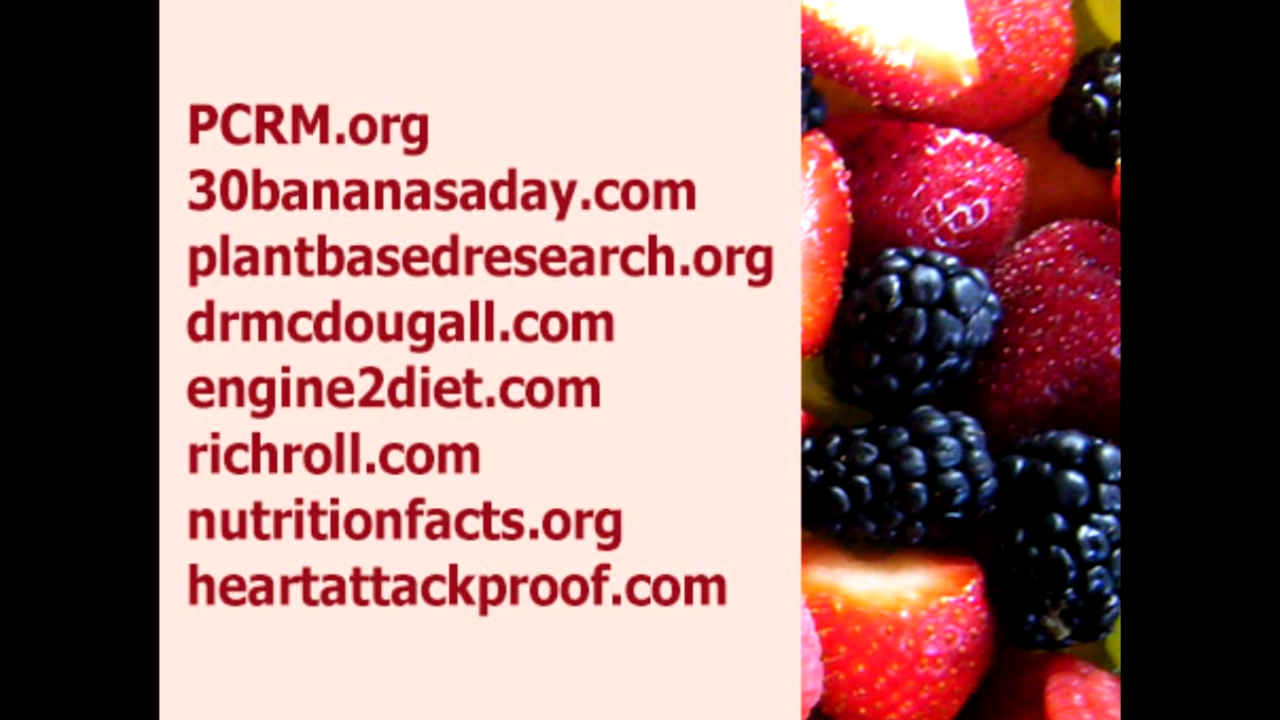 PCRM.org
30bananasaday.com
plantbasedresearch.org
drmcdougall.com
engine2diet.com
richroll.com
nutritionfacts.org
heartattackproof.com